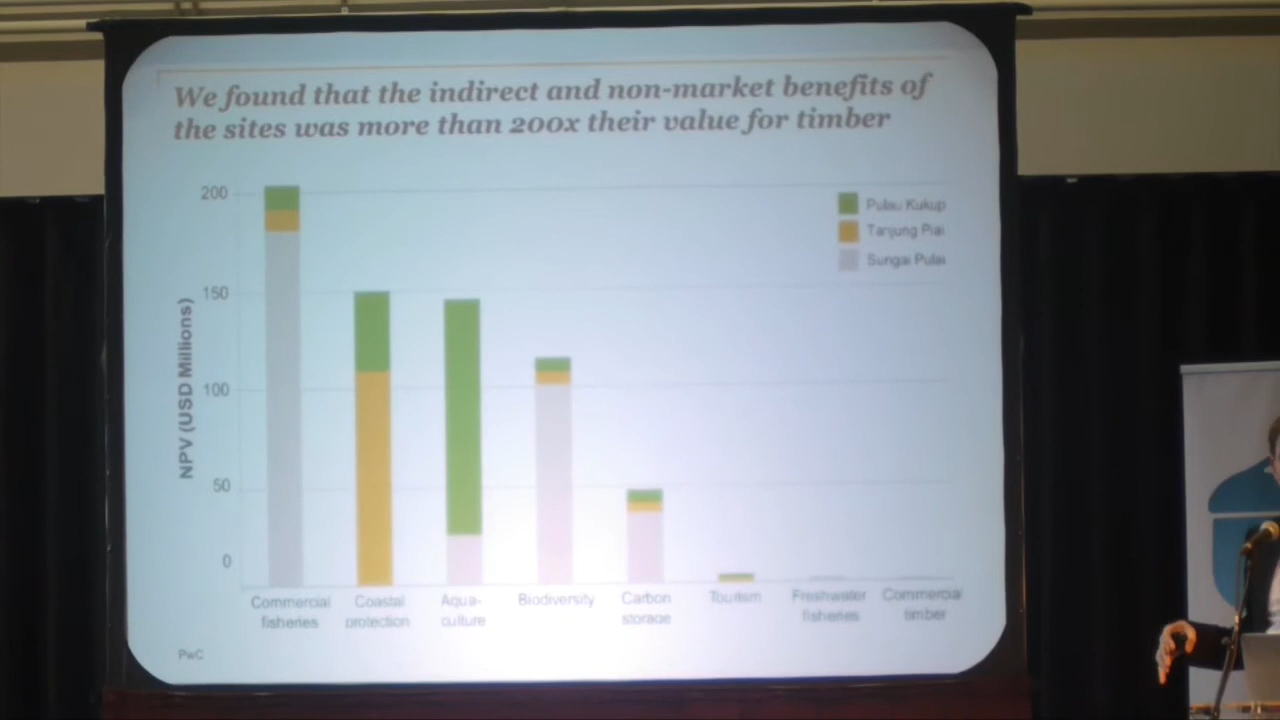 We found that the indirect and non-market benefits of
the sites was more than 200x their value for timber
200
150
100
50
0
NPV (USD Millions)
Pulau Kukup
Tanjung Piai
Sungai Pulai
Commercial
fisheries
Coastal
protection
Aqua-
culture
Biodiversity
Carbon
storage
Tourism
Freshwater
fisheries
Commercial
timber
PwC